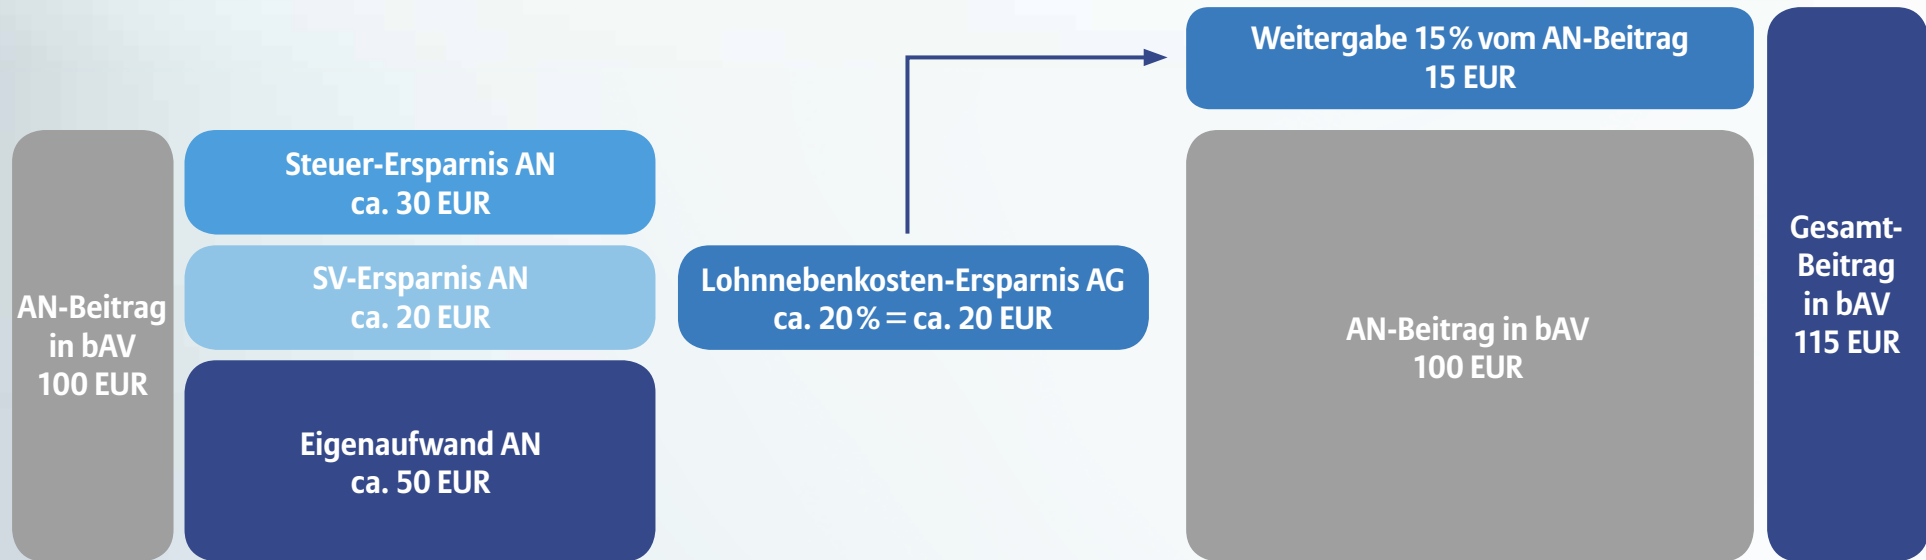 AN-Beitrag
in bAV
100 EUR
Steuer-Ersparnis AN
ca. 30 EUR
SV-Ersparnis AN
ca. 20 EUR
Eigenaufwand AN
ca. 50 EUR
Lohnnebenkosten-Ersparnis AG
ca. 20 % = ca. 20 EUR
Weitergabe 15 % vom AN-Beitrag
15 EUR
AN-Beitrag in bAV
100 EUR
Gesamt-
Beitrag
in bAV
115 EUR